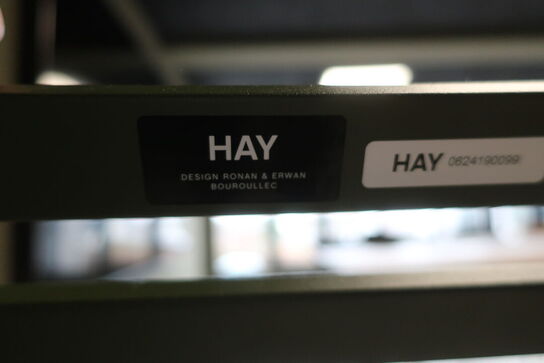 HAY
DESIGN RONAN & ERWAN
BOUROULLEC
HAY 0624190099